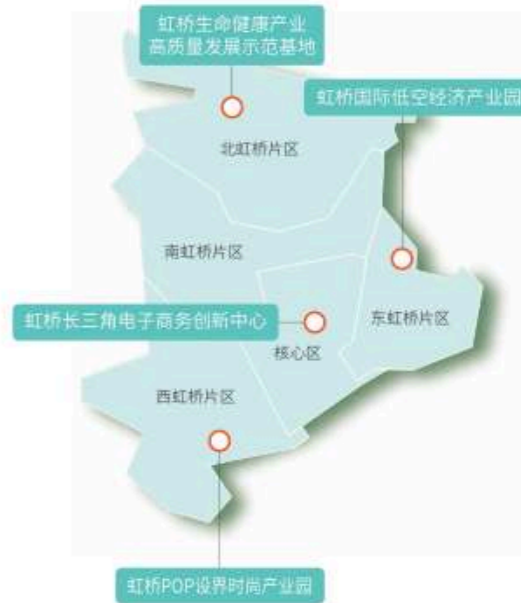 虹桥生命健康产业
高质量发展示范基地
虹桥国际低空经济产业园
北虹桥片区
南虹桥片区
虹桥长三角电子商务创新中心
东虹桥片区
核心区
西虹桥片区
虹桥POP设界时尚产业园